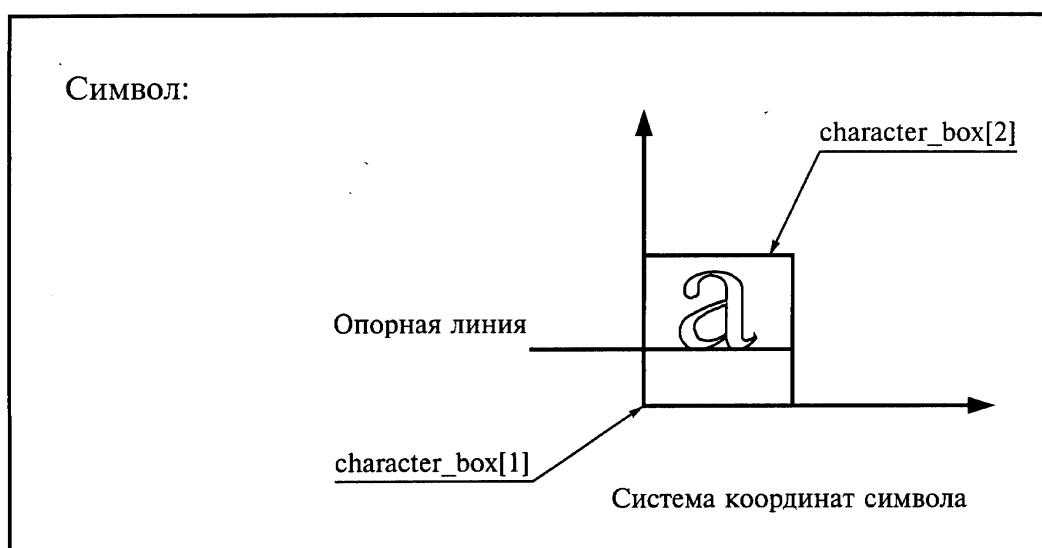 Символ:
character_box[2]
a
Опорная линия
character_box[1]
Система координат символа